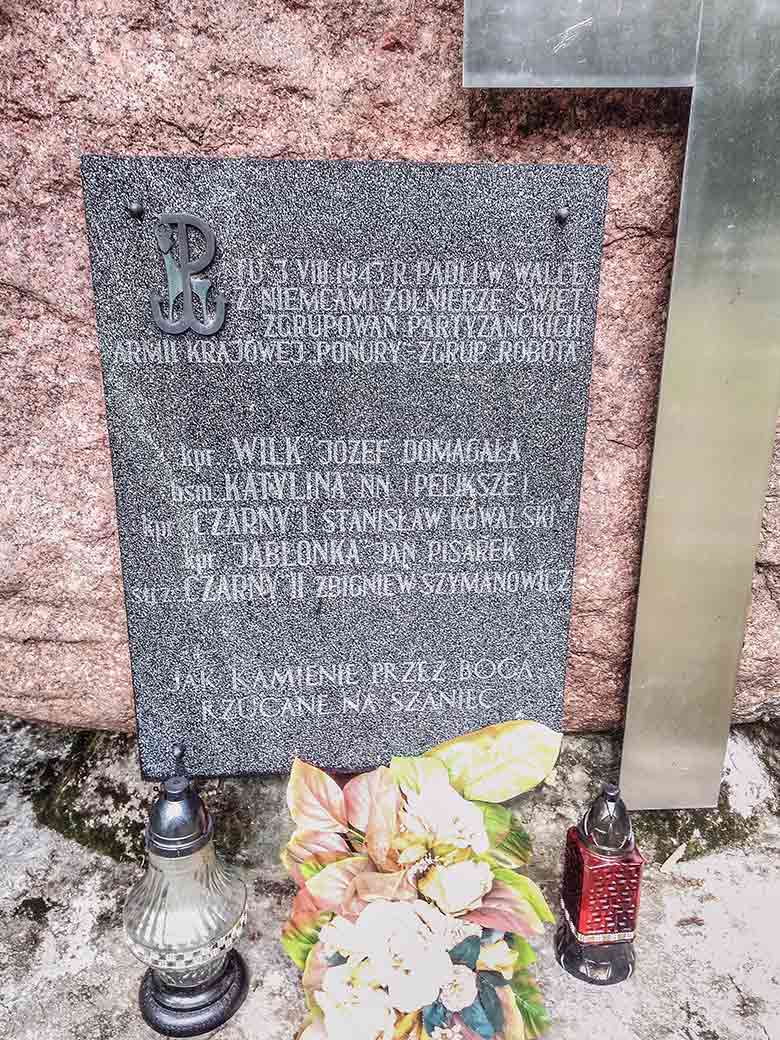 TU 3 VIII 1943 R. PADLI W WALCE
Z NIEMCAMI ŻOŁNIERZE ŚWIĘT.
ZGRUPOWAŃ PARTYZANCKICH
ARMII KRAJOWEJ PONURY-ZGRUP. "ROBOTA"
kpr. "WILK" JÓZEF DOMAGAŁA
"KATYLINA" NN (PELIKSZE)
kpr. "CZARNY I" STANISŁAW KOWALSKI
kpr. "JABŁONKA" JAN PISAREK
strz. "CZARNY II" ZBIGNIEW SZYMANOWICZ
JAK KAMIENIE PRZEZ BOGA
RZUCANE NA SZANIEC